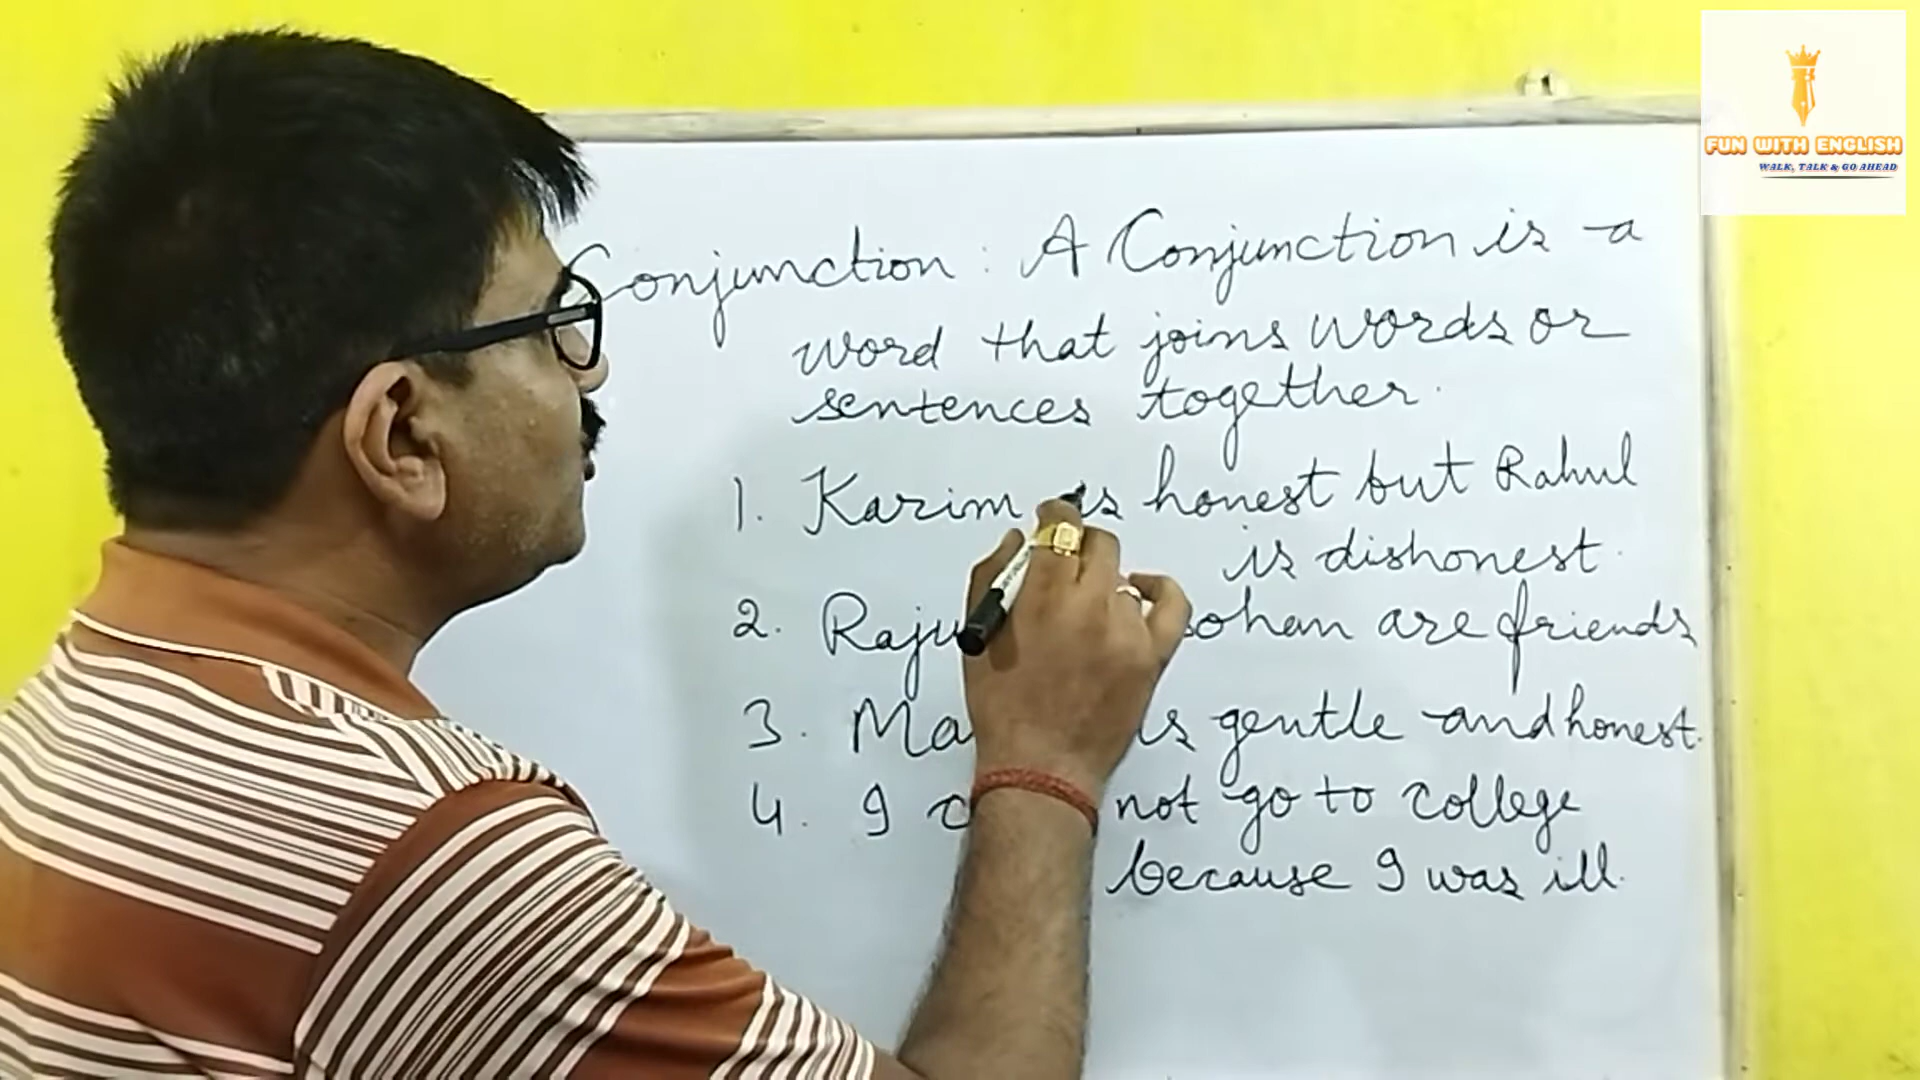 FUN WITH ENGLISH
WALK, TALK & GO AHEAD
Conjunction : A Conjunction is a
word that joins words or
sentences together.
1. Karim is honest but Rahul
is dishonest.
2. Raju sohan are friends
3. is gentle and honest.
4. I not go to college
because I was ill.